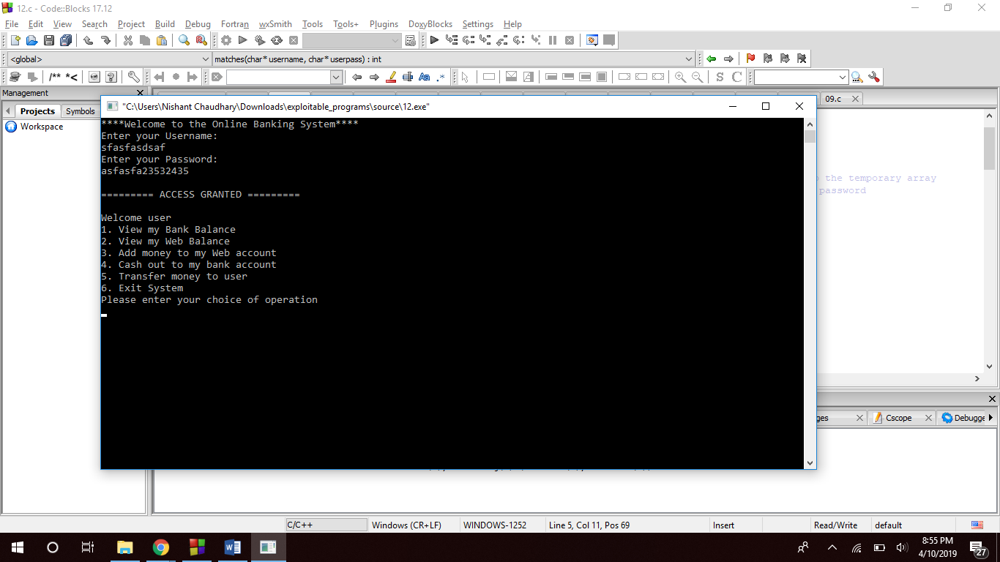 12.c - Code::Blocks 17.12
File Edit View Search Project Build Debug Fortran wxSmith Tools Tools+ Plugins DoxyBlocks Settings Help
<global> matches(char* username, char* userpass) : int
/** *< Aa .* S C
Management
Projects Symbols
Workspace
09.c
"C:\Users\Nishant Chaudhary\Downloads\exploitable_programs\source\12.exe"
****Welcome to the Online Banking System****
Enter your Username:
sfasfasdsaf
Enter your Password:
asfasfa23532435
========= ACCESS GRANTED =========
Welcome user
1. View my Bank Balance
2. View my Web Balance
3. Add money to my Web account
4. Cash out to my bank account
5. Transfer money to user
6. Exit System
Please enter your choice of operation
the temporary array
password
ges Cscope Debugge
C/C++ Windows (CR+LF) WINDOWS-1252 Line 5, Col 11, Pos 69 Insert Read/Write default
8:55 PM
4/10/2019
27